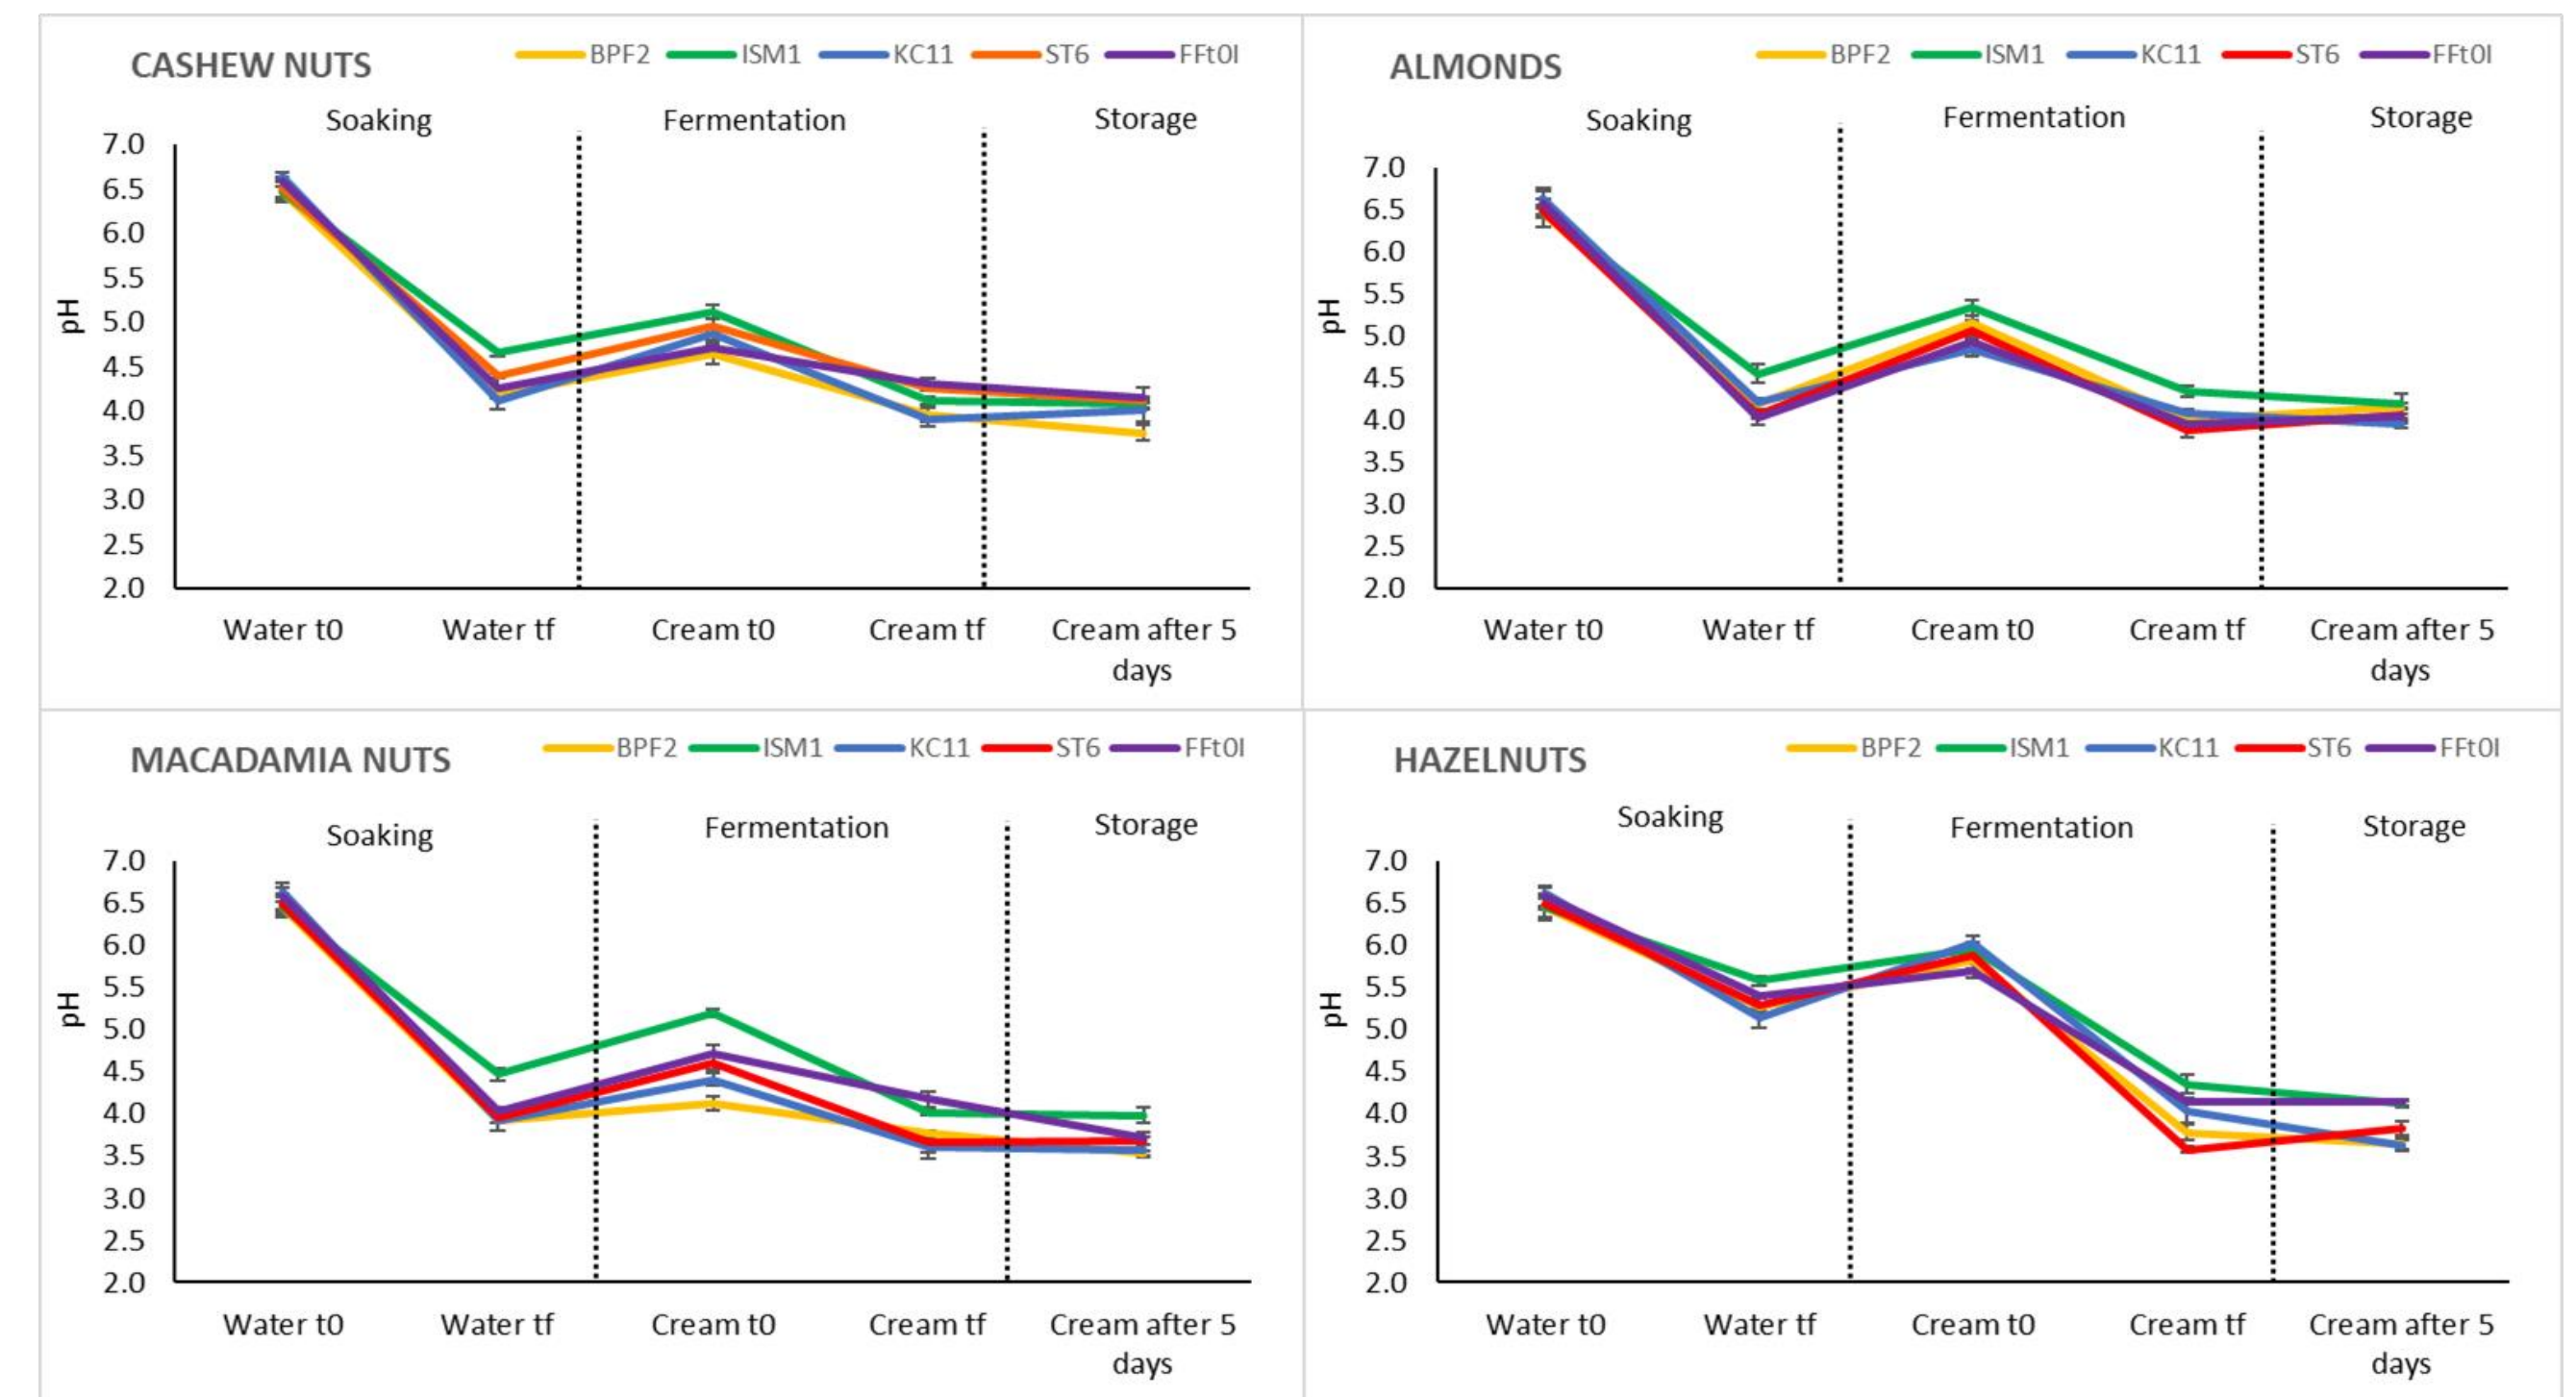 CASHEW NUTS
BPF2 ISM1 KC11 ST6 FFt0I
Soaking Fermentation Storage
7.0
6.5
6.0
5.5
5.0
4.5
4.0
3.5
3.0
2.5
2.0
pH
Water t0 Water tf Cream t0 Cream tf Cream after 5
days
ALMONDS
BPF2 ISM1 KC11 ST6 FFt0I
Soaking Fermentation Storage
7.0
6.5
6.0
5.5
5.0
4.5
4.0
3.5
3.0
2.5
2.0
pH
Water t0 Water tf Cream t0 Cream tf Cream after 5
days
MACADAMIA NUTS
BPF2 ISM1 KC11 ST6 FFt0I
Soaking Fermentation Storage
7.0
6.5
6.0
5.5
5.0
4.5
4.0
3.5
3.0
2.5
2.0
pH
Water t0 Water tf Cream t0 Cream tf Cream after 5
days
HAZELNUTS
BPF2 ISM1 KC11 ST6 FFt0I
Soaking Fermentation Storage
7.0
6.5
6.0
5.5
5.0
4.5
4.0
3.5
3.0
2.5
2.0
pH
Water t0 Water tf Cream t0 Cream tf Cream after 5
days